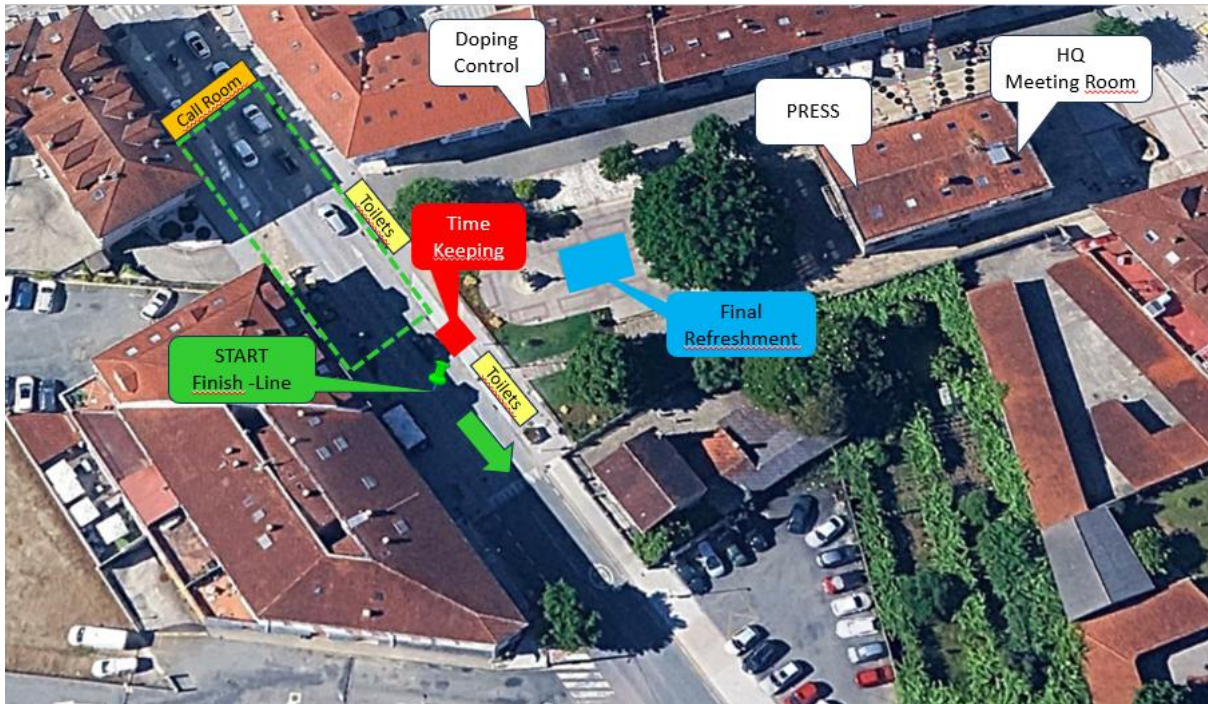 Doping
Control
HQ
Meeting Room
PRESS
Call Room
Toilets
Time
Keeping
Final
Refreshment
START
Finish -Line
Toilets